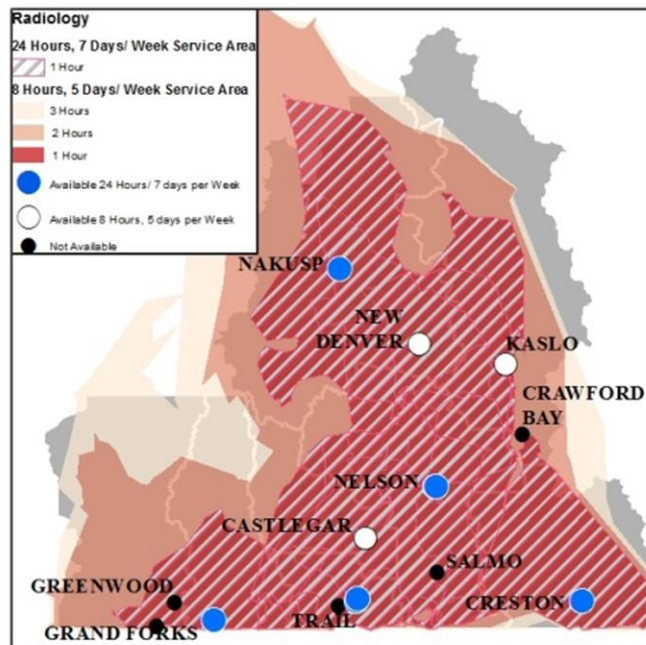 Radiology
24 Hours, 7 Days/ Week Service Area
1 Hour
8 Hours, 5 Days/ Week Service Area
3 Hours
2 Hours
1 Hour
Available 24 Hours/ 7 days per Week
Available 8 Hours, 5 days per Week
Not Available
NAKUSP
NEW
DENVER
KASLO
CRAWFORD
BAY
NELSON
CASTLEGAR
SALMO
GREENWOOD
TRAIL
CRESTON
GRAND FORKS